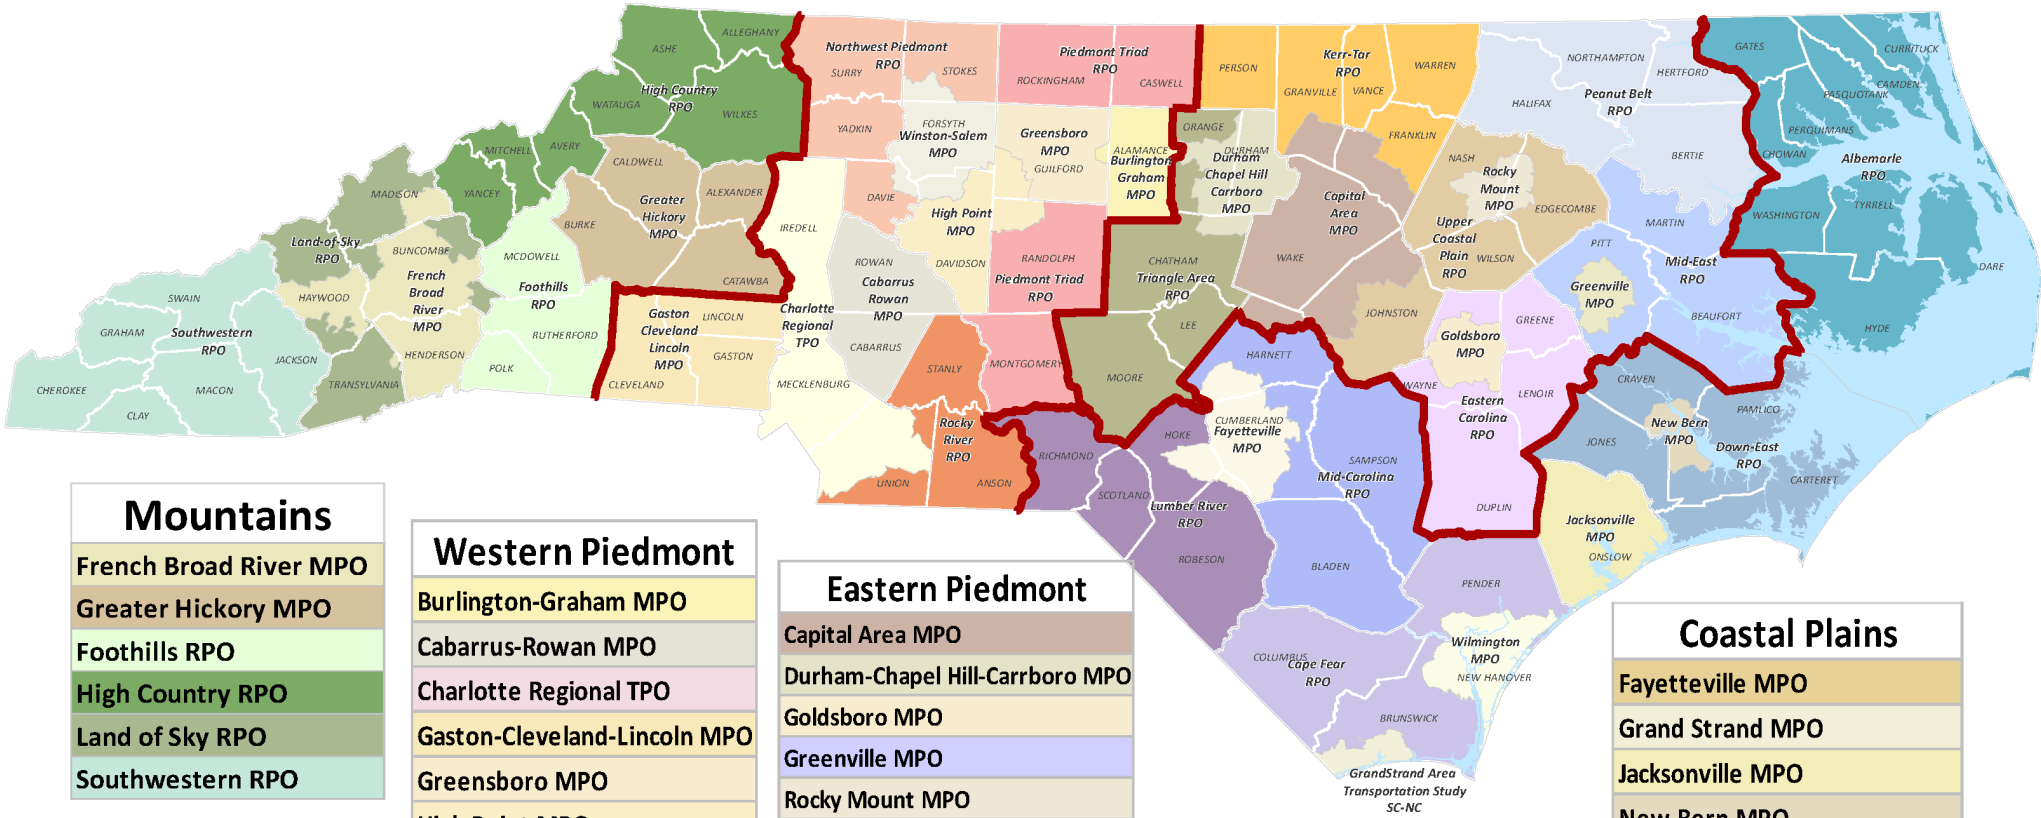 ASHE
ALLEGHANY
High Country
RPO
WATAUGA
WILKES
MITCHELL
AVERY
YANCEY
MADISON
CALDWELL
ALEXANDER
Greater
Hickory
MPO
BURKE
CATAWBA
Land-of-Sky
RPO
BUNCOMBE
French
Broad
River
MPO
HAYWOOD
HENDERSON
TRANSYLVANIA
MCDOWELL
Foothills
RPO
RUTHERFORD
POLK
SWAIN
GRAHAM
Southwestern
RPO
JACKSON
CHEROKEE
MACON
CLAY
Northwest Piedmont
RPO
SURRY
STOKES
YADKIN
DAVIE
FORSYTH
Winston-Salem
MPO
Piedmont Triad
RPO
ROCKINGHAM
CASWELL
Greensboro
MPO
GUILFORD
ALAMANCE
Burlington
Graham
MPO
High Point
MPO
DAVIDSON
RANDOLPH
Piedmont Triad
RPO
MONTGOMERY
IREDELL
ROWAN
Cabarrus
Rowan
MPO
CABARRUS
Charlotte
Regional
TPO
MECKLENBURG
Gaston
Cleveland
Lincoln
MPO
LINCOLN
GASTON
CLEVELAND
STANLY
Rocky
River
RPO
UNION
ANSON
PERSON
Kerr-Tar
RPO
GRANVILLE
VANCE
WARREN
FRANKLIN
ORANGE
DURHAM
Durham
Chapel Hill
Carrboro
MPO
Capital
Area
MPO
WAKE
CHATHAM
Triangle Area
RPO
LEE
MOORE
JOHNSTON
NASH
Rocky
Mount
MPO
EDGECOMBE
Upper
Coastal
Plain
RPO
WILSON
NORTHAMPTON
HERTFORD
HALIFAX
Peanut Belt
RPO
BERTIE
MARTIN
PITT
Mid-East
RPO
Greenville
MPO
BEAUFORT
GREENE
Goldsboro
MPO
WAYNE
LENOIR
Eastern
Carolina
RPO
DUPLIN
GATES
CURRITUCK
CAMDEN
PASQUOTANK
PERQUIMANS
CHOWAN
Albemarle
RPO
WASHINGTON
TYRRELL
DARE
HYDE
HARNETT
CUMBERLAND
Fayetteville
MPO
HOKE
RICHMOND
SCOTLAND
Lumber River
RPO
ROBESON
SAMPSON
Mid-Carolina
RPO
BLADEN
CRAVEN
PAMLICO
New Bern
MPO
JONES
Down-East
RPO
CARTERET
Jacksonville
MPO
ONSLOW
PENDER
Wilmington
MPO
NEW HANOVER
COLUMBUS
Cape Fear
RPO
BRUNSWICK
GrandStrand Area
Transportation Study
SC-NC
Mountains
French Broad River MPO
Greater Hickory MPO
Foothills RPO
High Country RPO
Land of Sky RPO
Southwestern RPO
Western Piedmont
Burlington-Graham MPO
Cabarrus-Rowan MPO
Charlotte Regional TPO
Gaston-Cleveland-Lincoln MPO
Greensboro MPO
High Point MPO
Eastern Piedmont
Capital Area MPO
Durham-Chapel Hill-Carrboro MPO
Goldsboro MPO
Greenville MPO
Rocky Mount MPO
Coastal Plains
Fayetteville MPO
Grand Strand MPO
Jacksonville MPO
New Bern MPO